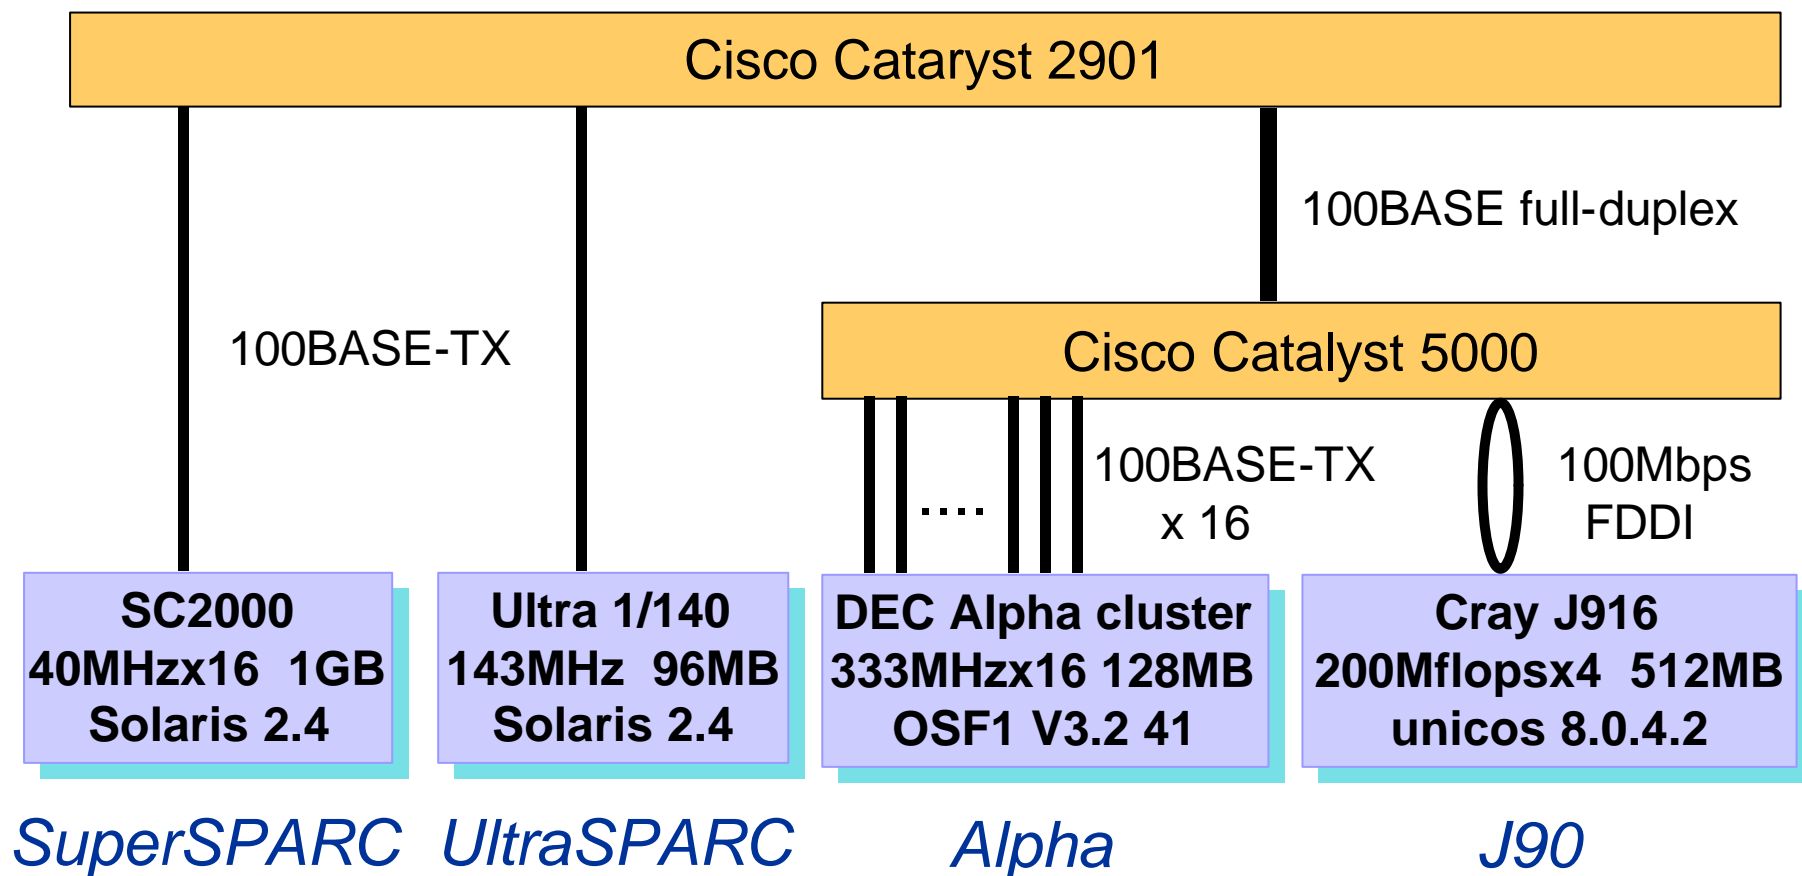 Cisco Cataryst 2901
100BASE full-duplex
100BASE-TX
Cisco Catalyst 5000
100BASE-TX
x 16
....
100Mbps
FDDI
SC2000
40MHzx16 1GB
Solaris 2.4
Ultra 1/140
143MHz 96MB
Solaris 2.4
DEC Alpha cluster
333MHzx16 128MB
OSF1 V3.2 41
Cray J916
200Mflopsx4 512MB
unicos 8.0.4.2
SuperSPARC
UltraSPARC
Alpha
J90